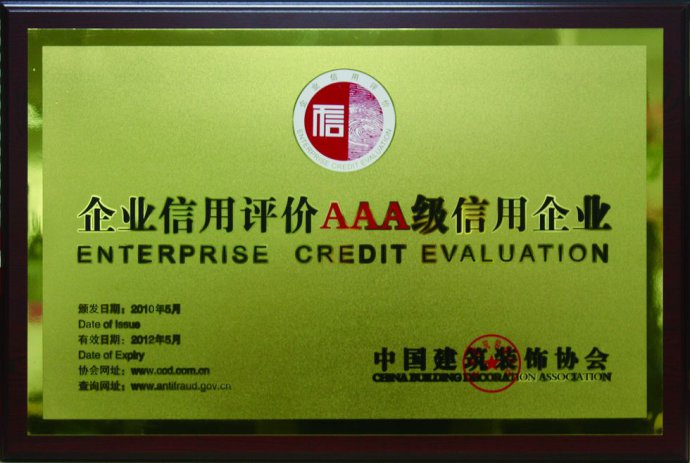 企业信用评价
信
ENTERPRISE CREDIT EVALUATION
企业信用评价AAA级信用企业
ENTERPRISE CREDIT EVALUATION
颁发日期：2010年5月
Date of Issue
有效日期：2012年5月
Date of Expiry
协会网址：www.ccd.com.cn
查询网址：www.antifraud.gov.cn
中国建筑装饰协会
CHINA BUILDING DECORATION ASSOCIATION